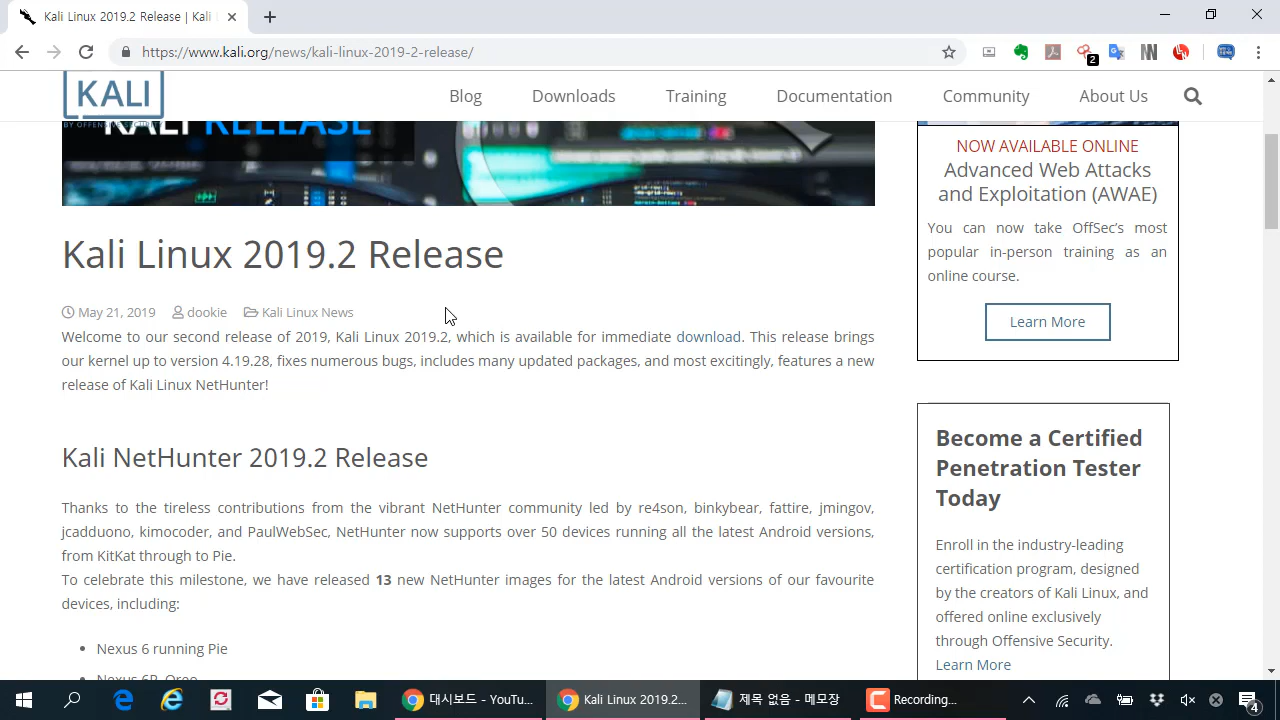 Kali Linux 2019.2 Release | Kali
https://www.kali.org/news/kali-linux-2019-2-release/
2
KALI
BY OFFENSIVE SECURITY
Blog
Downloads
Training
Documentation
Community
About Us
KALI RELEASE
Kali Linux 2019.2 Release
May 21, 2019 dookie Kali Linux News
Welcome to our second release of 2019, Kali Linux 2019.2, which is available for immediate download. This release brings
our kernel up to version 4.19.28, fixes numerous bugs, includes many updated packages, and most excitingly, features a new
release of Kali Linux NetHunter!
Kali NetHunter 2019.2 Release
Thanks to the tireless contributions from the vibrant NetHunter community led by re4son, binkybear, fattire, jmingov,
jcadduono, kimocoder, and PaulWebSec, NetHunter now supports over 50 devices running all the latest Android versions,
from KitKat through to Pie.
To celebrate this milestone, we have released 13 new NetHunter images for the latest Android versions of our favourite
devices, including:
Nexus 6 running Pie
Nexus 6P, Oreo
NOW AVAILABLE ONLINE
Advanced Web Attacks
and Exploitation (AWAE)
You can now take OffSec's most
popular in-person training as an
online course.
Learn More
Become a Certified
Penetration Tester
Today
Enroll in the industry-leading
certification program, designed
by the creators of Kali Linux, and
offered online exclusively
through Offensive Security.
Learn More
대시보드 - YouTu...
Kali Linux 2019.2...
제목 없음 - 메모장
Recording...
4